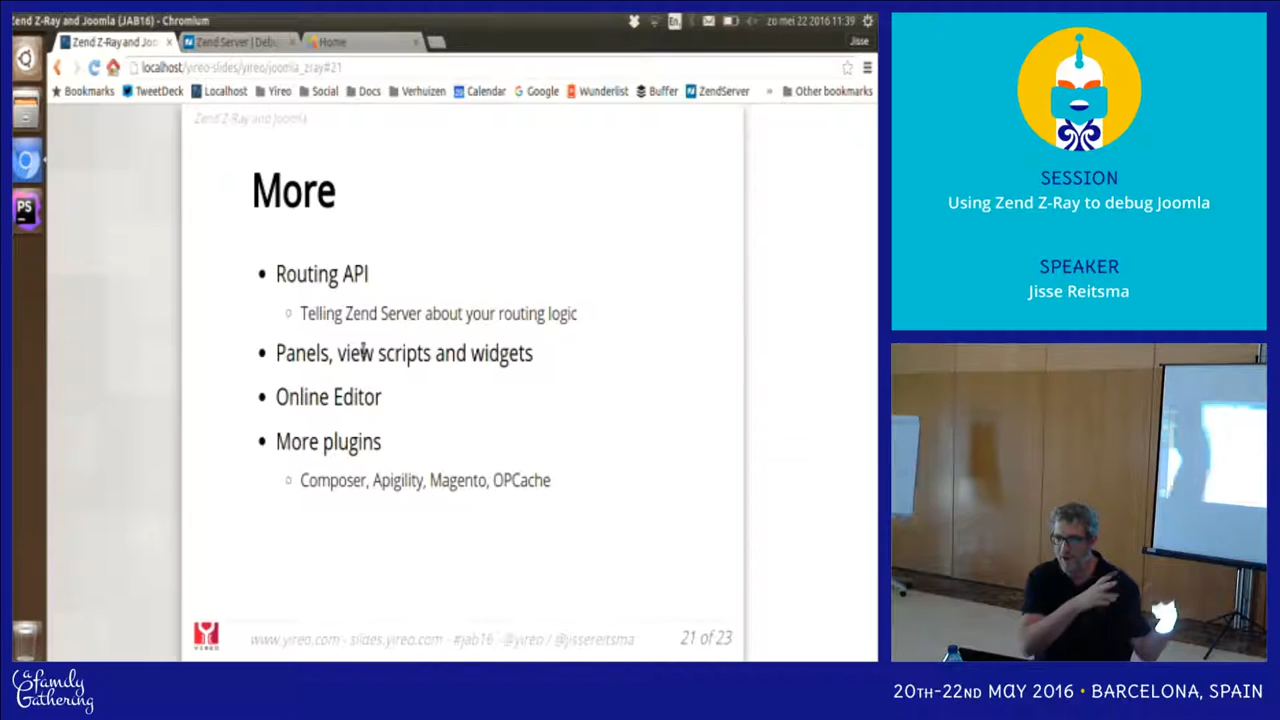 Zend Z-Ray and Joomla (JAB16) - Chromium
En
zo mei 22 2016 11:39
Zend Z-Ray and Joo
Zend Server | Debu
Home
Jisse
localhost/yireo-slides/yireo/joomla_zray#21
Bookmarks TweetDeck Localhost Yireo Social Docs Verhuizen Calendar Google Wunderlist Buffer ZendServer » Other bookmarks
Zend Z-Ray and Joomla
More
• Routing API
○ Telling Zend Server about your routing logic
• Panels, view scripts and widgets
• Online Editor
• More plugins
○ Composer, Apigility, Magento, OPCache
YIREO
www.yireo.com - slides.yireo.com - #jab16 - @yireo / @jissereitsma
21 of 23
PS
SESSION
Using Zend Z-Ray to debug Joomla
SPEAKER
Jisse Reitsma
a family
Gathering
20TH-22ND MAY 2016 • BARCELONA, SPAIN